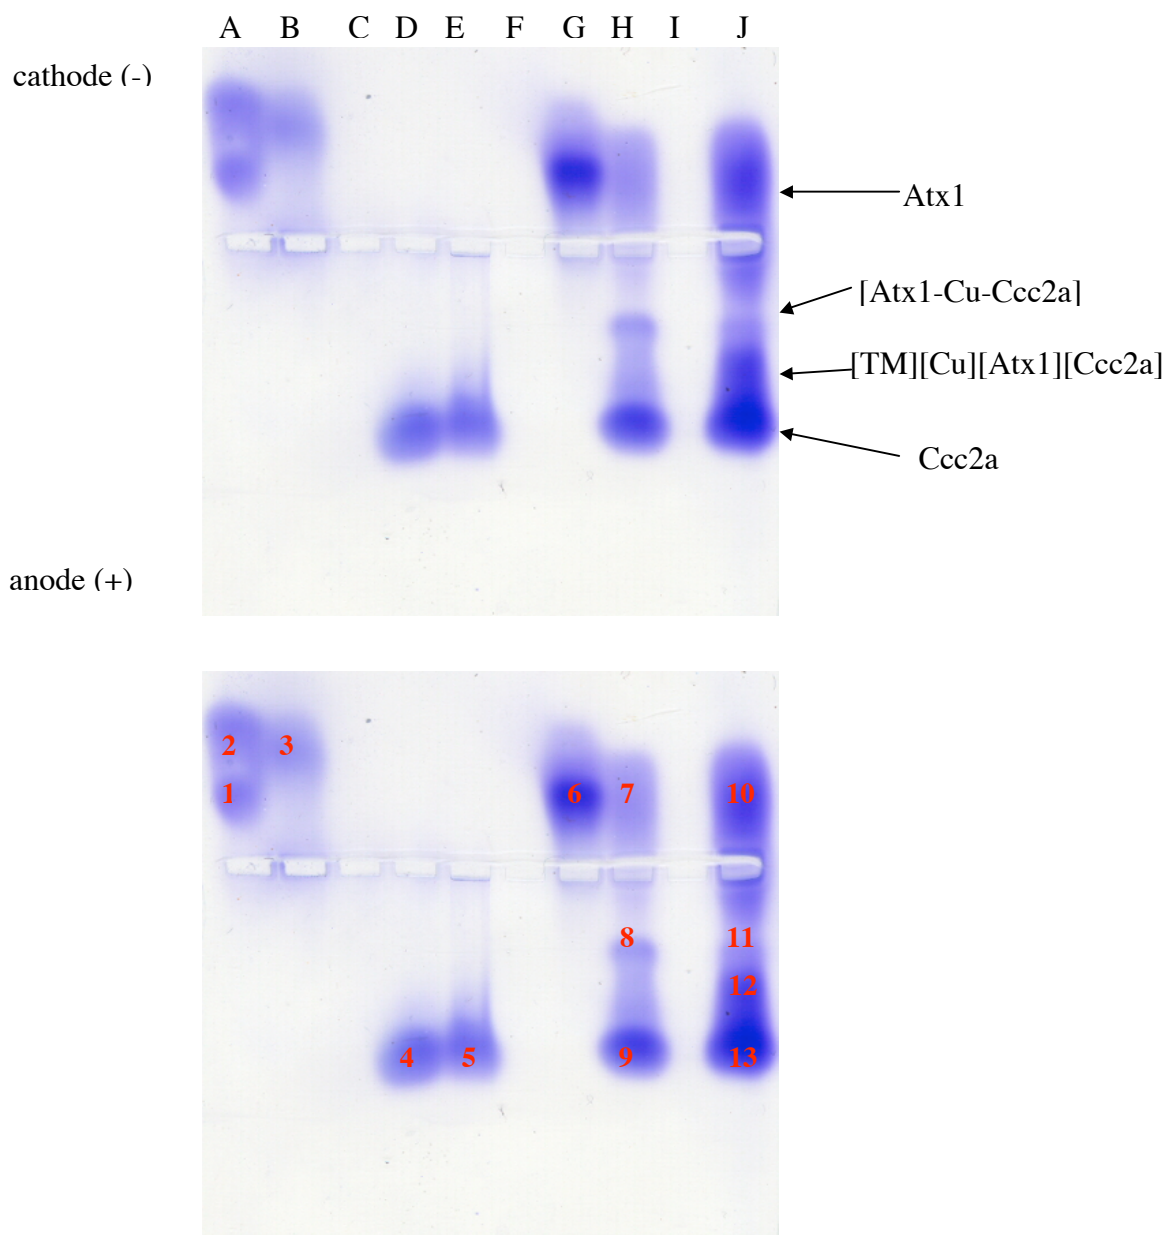 A B C D E F G H I J
cathode (-)
Atx1
[Atx1-Cu-Ccc2a]
[TM][Cu][Atx1][Ccc2a]
Ccc2a
anode (+)
2 3
1 6 7 10
8 11
12
4 5 9 13